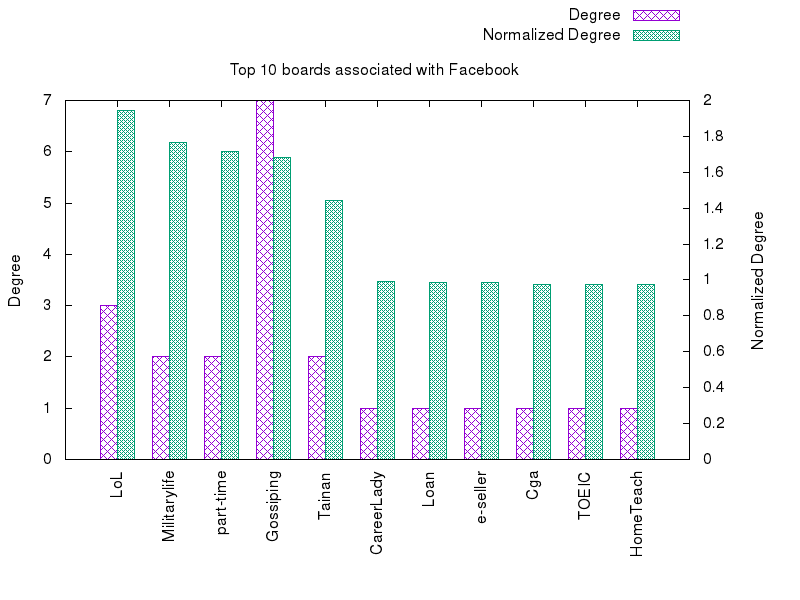 Degree
Normalized Degree
Top 10 boards associated with Facebook
7
6
5
4
3
2
1
0
2
1.8
1.6
1.4
1.2
1
0.8
0.6
0.4
0.2
0
Degree
Normalized Degree
LoL
Militarylife
part-time
Gossiping
Tainan
CareerLady
Loan
e-seller
Cga
TOEIC
HomeTeach